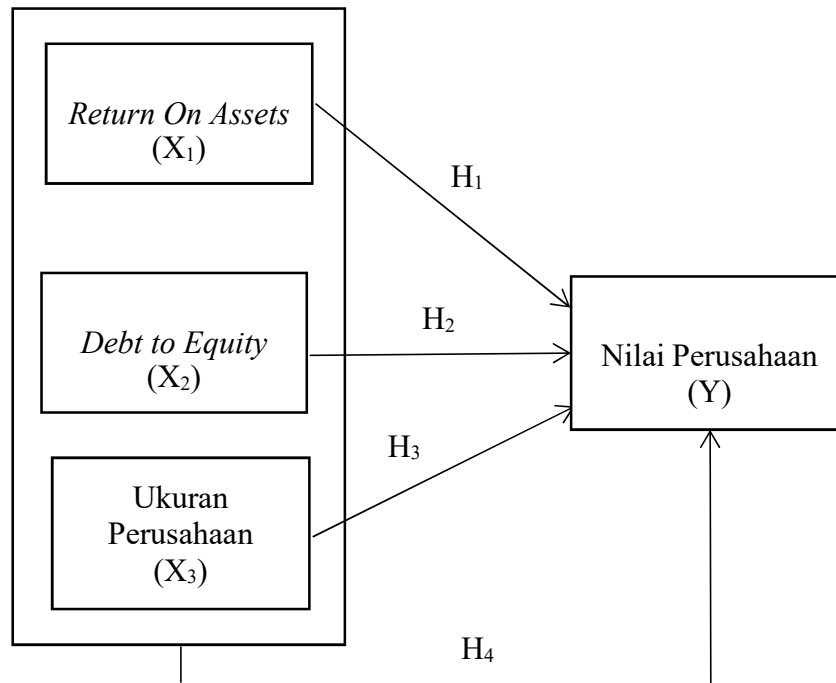 Return On Assets
(X₁)
H₁
Debt to Equity
(X₂)
H₂
Nilai Perusahaan
(Y)
H₃
Ukuran
Perusahaan
(X₃)
H₄